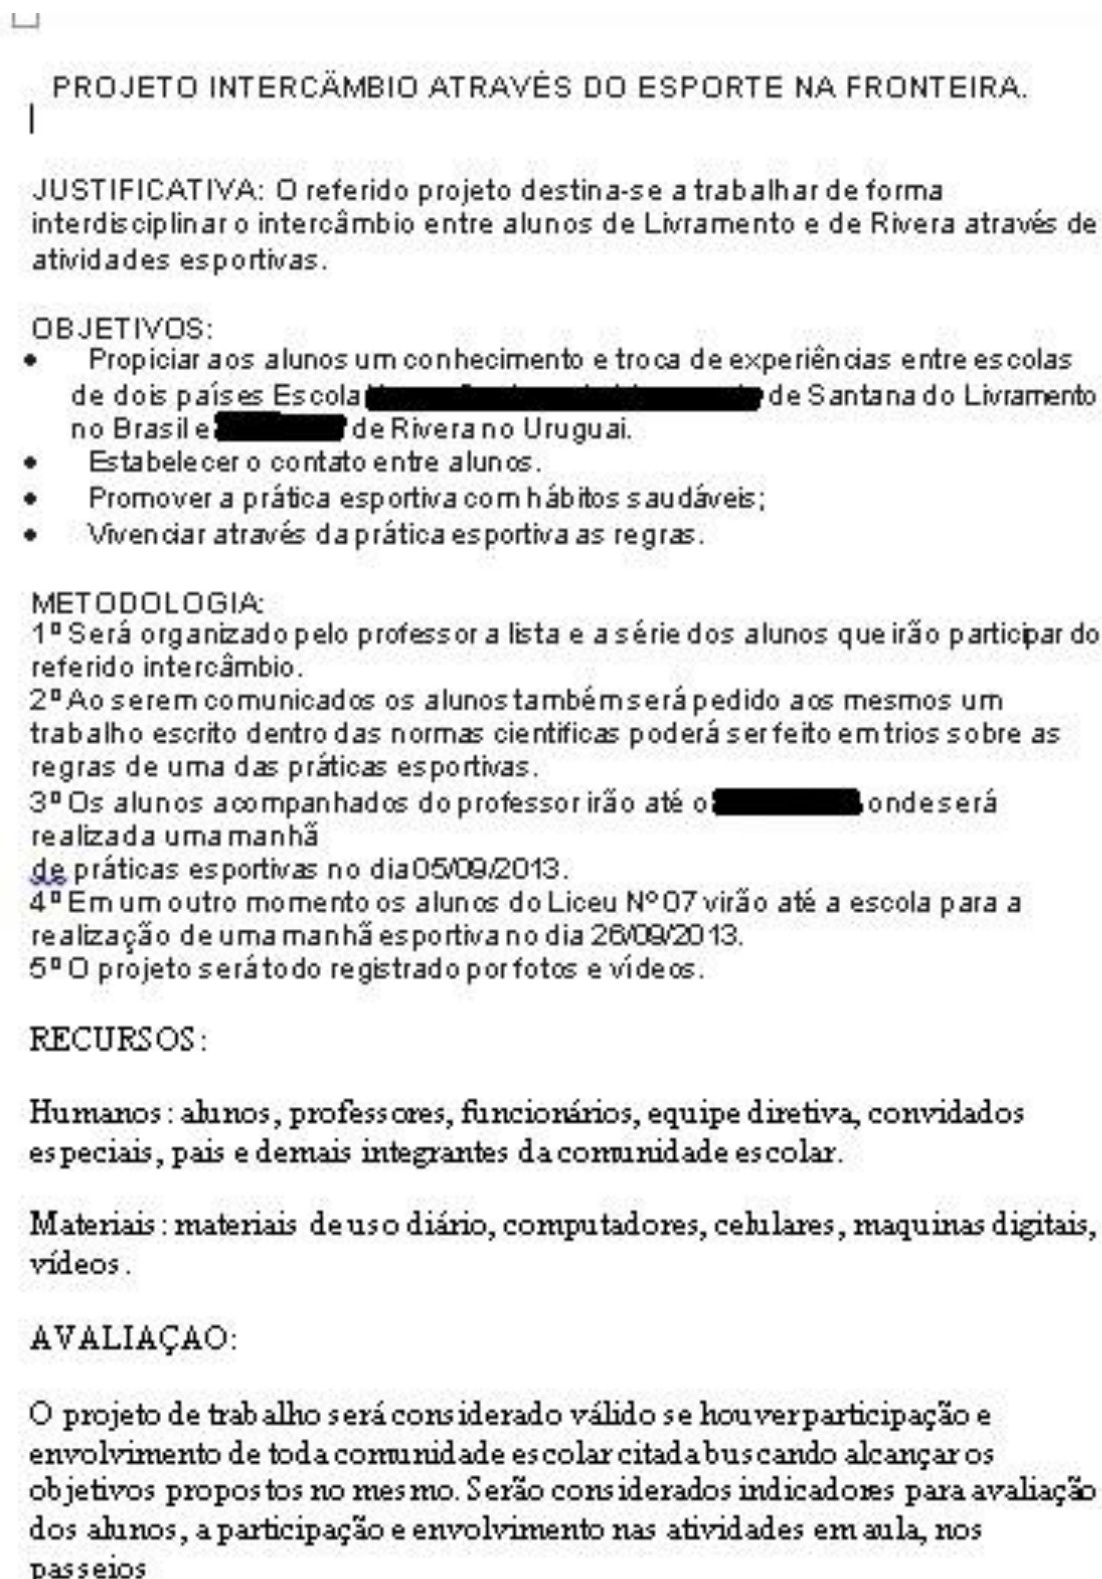 PROJETO INTERCÂMBIO ATRAVÉS DO ESPORTE NA FRONTEIRA.
JUSTIFICATIVA: O referido projeto destina-se a trabalhar de forma
interdisciplinar o intercâmbio entre alunos de Livramento e de Rivera através de
atividades esportivas.
OBJETIVOS:
• Propiciar aos alunos um conhecimento e troca de experiências entre escolas
de dois países Escola de Santana do Livramento
no Brasil e de Rivera no Uruguai.
• Estabelecer o contato entre alunos.
• Promover a prática esportiva com hábitos saudáveis;
• Vivenciar através da prática esportiva as regras.
METODOLOGIA:
1º Será organizado pelo professor a lista e a série dos alunos que irão participar do
referido intercâmbio.
2º Ao serem comunicados os alunos também será pedido aos mesmos um
trabalho escrito dentro das normas científicas poderá ser feito em trios sobre as
regras de uma das práticas esportivas.
3º Os alunos acompanhados do professor irão até o onde será
realizada uma manhã
de práticas esportivas no dia 05/09/2013.
4º Em um outro momento os alunos do Liceu Nº 07 virão até a escola para a
realização de uma manhã esportiva no dia 26/09/2013.
5º O projeto será todo registrado por fotos e vídeos.
RECURSOS:
Humanos: alunos, professores, funcionários, equipe diretiva, convidados
especiais, pais e demais integrantes da comunidade escolar.
Materiais: materiais de uso diário, computadores, celulares, maquinas digitais,
vídeos.
AVALIAÇAO:
O projeto de trabalho será considerado válido se houver participação e
envolvimento de toda comunidade escolar citada buscando alcançar os
objetivos propostos no mesmo. Serão considerados indicadores para avaliação
dos alunos, a participação e envolvimento nas atividades em aula, nos
passeios